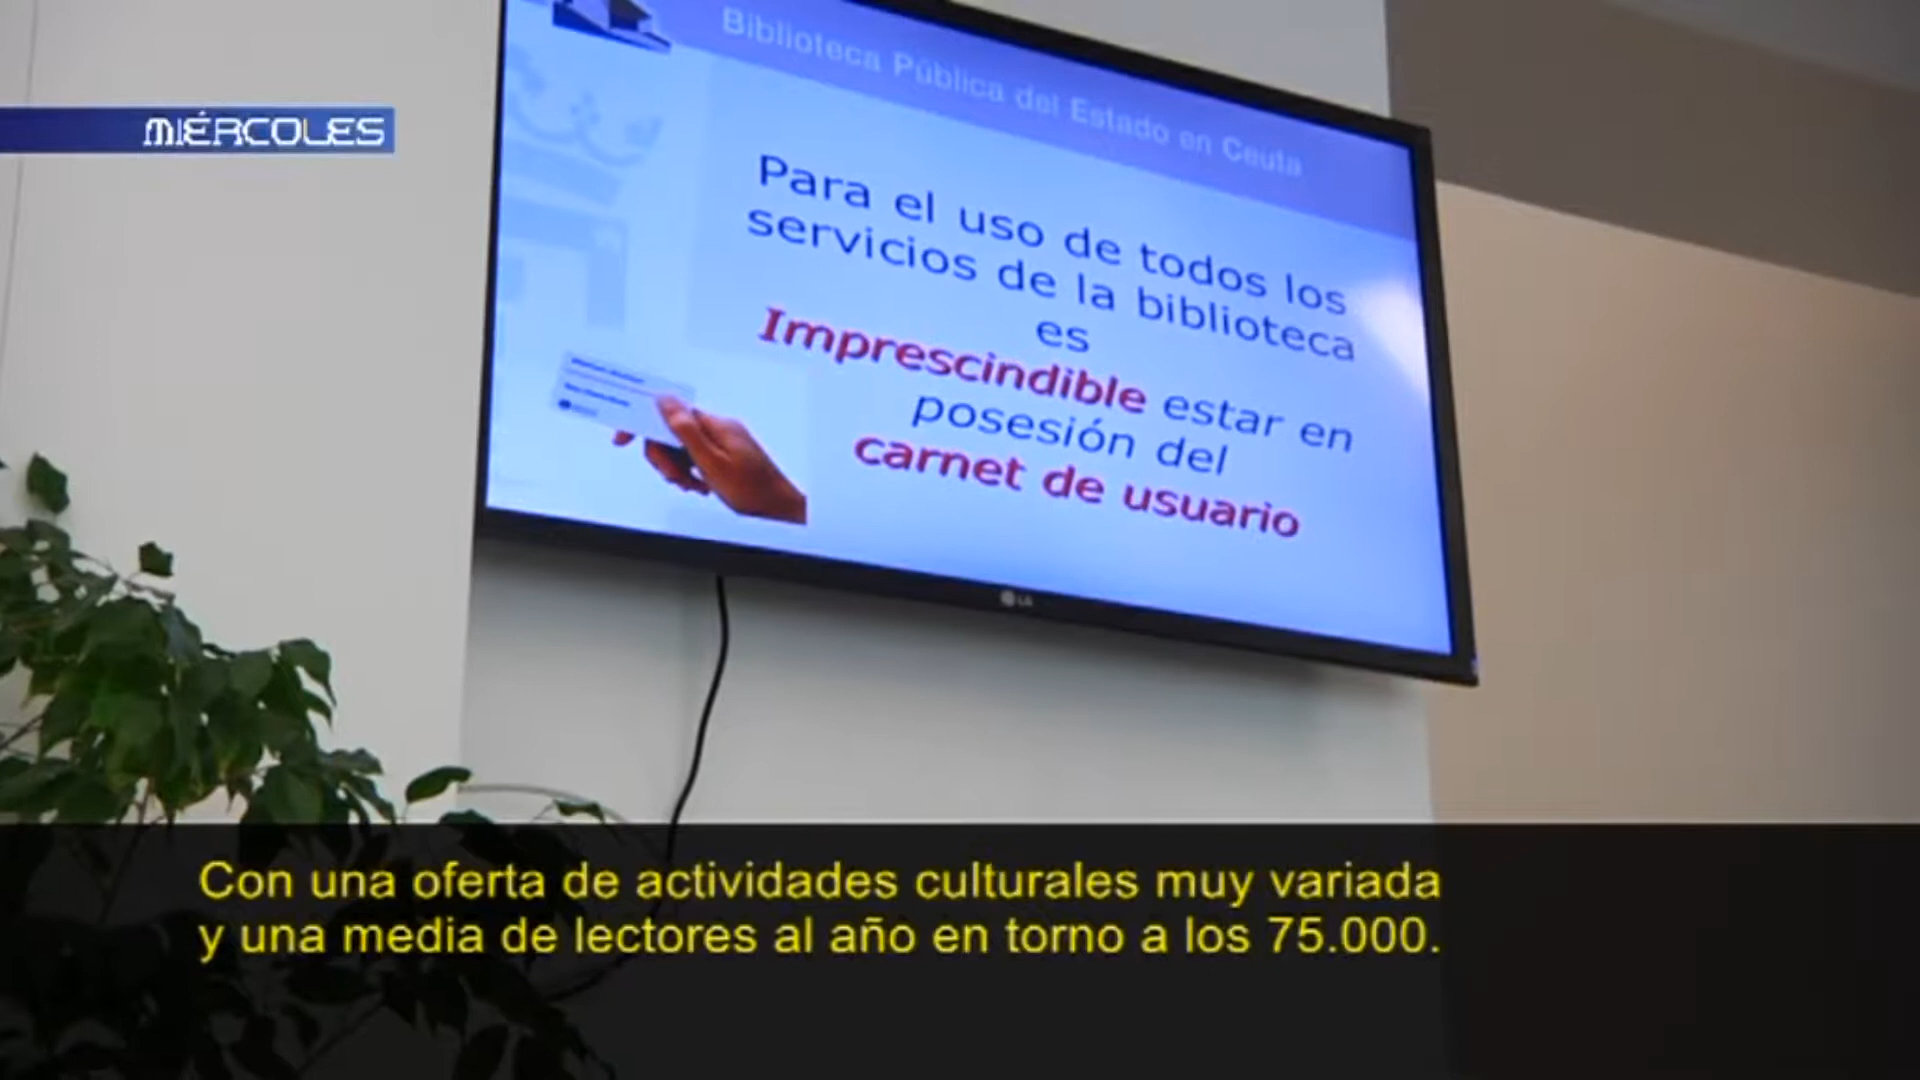 Biblioteca Pública del Estado en Ceuta
MIÉRCOLES
Para el uso de todos los
servicios de la biblioteca
es
Imprescindible estar en
posesión del
carnet de usuario
LG
Con una oferta de actividades culturales muy variada
y una media de lectores al año en torno a los 75.000.